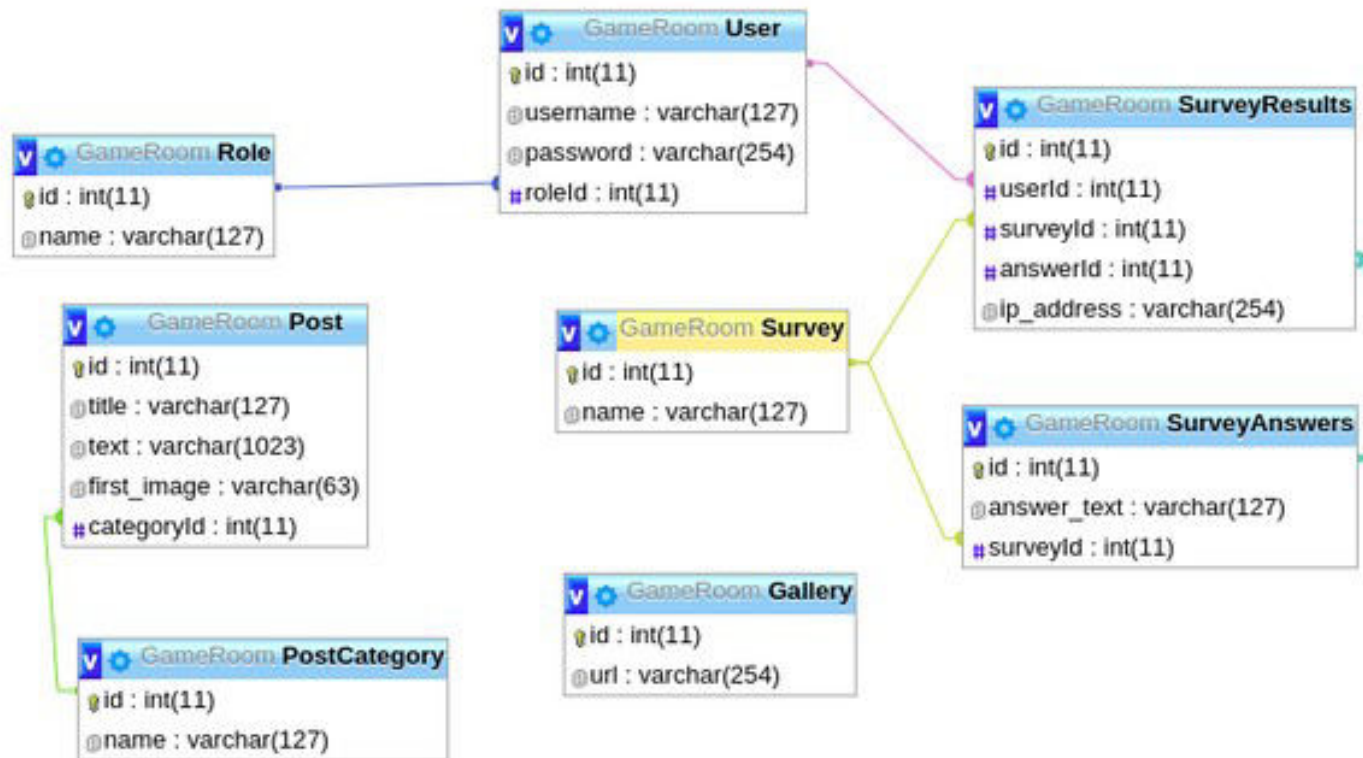 GameRoom User
id : int(11)
username : varchar(127)
password : varchar(254)
#roleId : int(11)
GameRoom SurveyResults
id : int(11)
#userId : int(11)
#surveyId : int(11)
#answerId : int(11)
ip_address : varchar(254)
GameRoom Role
id : int(11)
name : varchar(127)
GameRoom Post
id : int(11)
title : varchar(127)
text : varchar(1023)
first_image : varchar(63)
#categoryId : int(11)
GameRoom Survey
id : int(11)
name : varchar(127)
GameRoom SurveyAnswers
id : int(11)
answer_text : varchar(127)
#surveyId : int(11)
GameRoom Gallery
id : int(11)
url : varchar(254)
GameRoom PostCategory
id : int(11)
name : varchar(127)